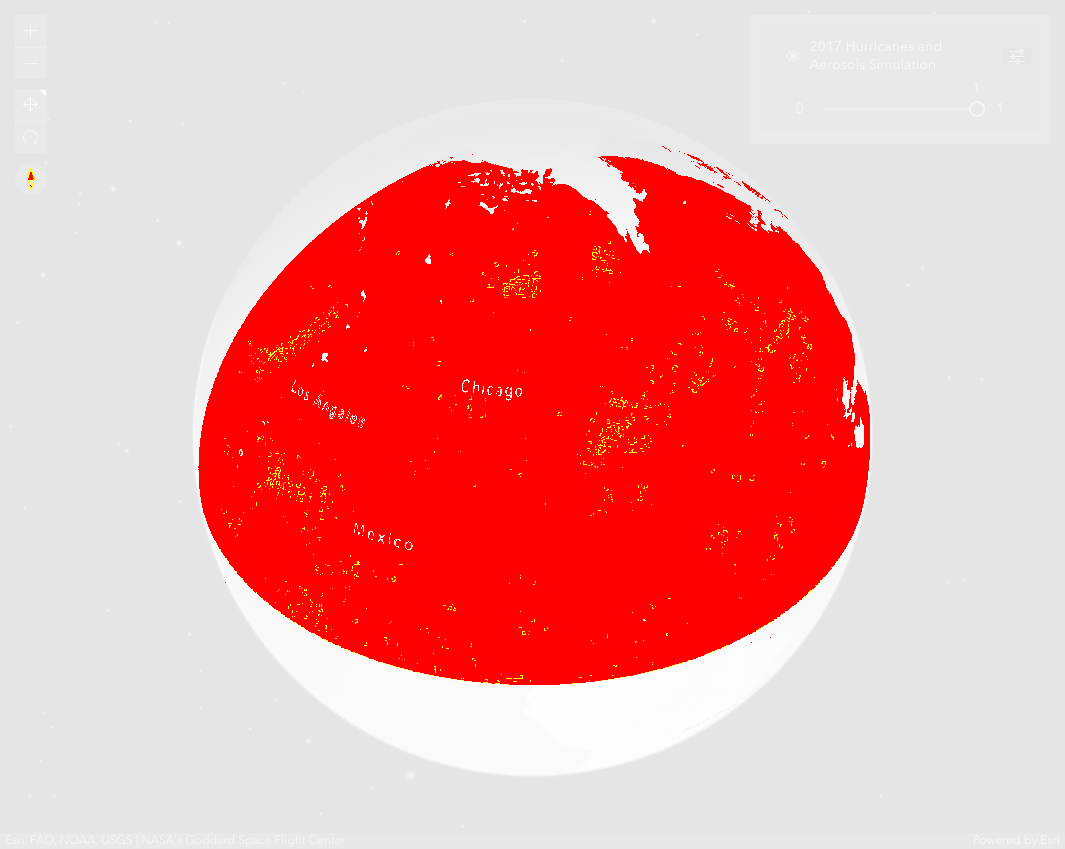 2017 Hurricanes and
Aerosols Simulation
1
0
1
Chicago
Los Angeles
Mexico
Esri, FAO, NOAA, USGS | NASA's Goddard Space Flight Center
Powered by Esri